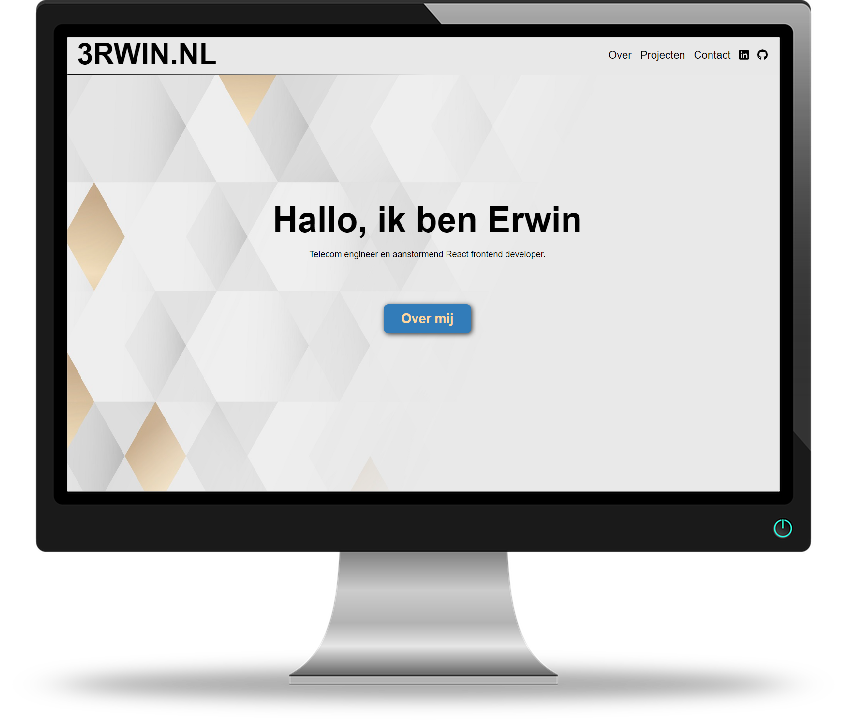 3RWIN.NL
Over Projecten Contact
Hallo, ik ben Erwin
Telecom engineer en aanstormend React frontend developer.
Over mij